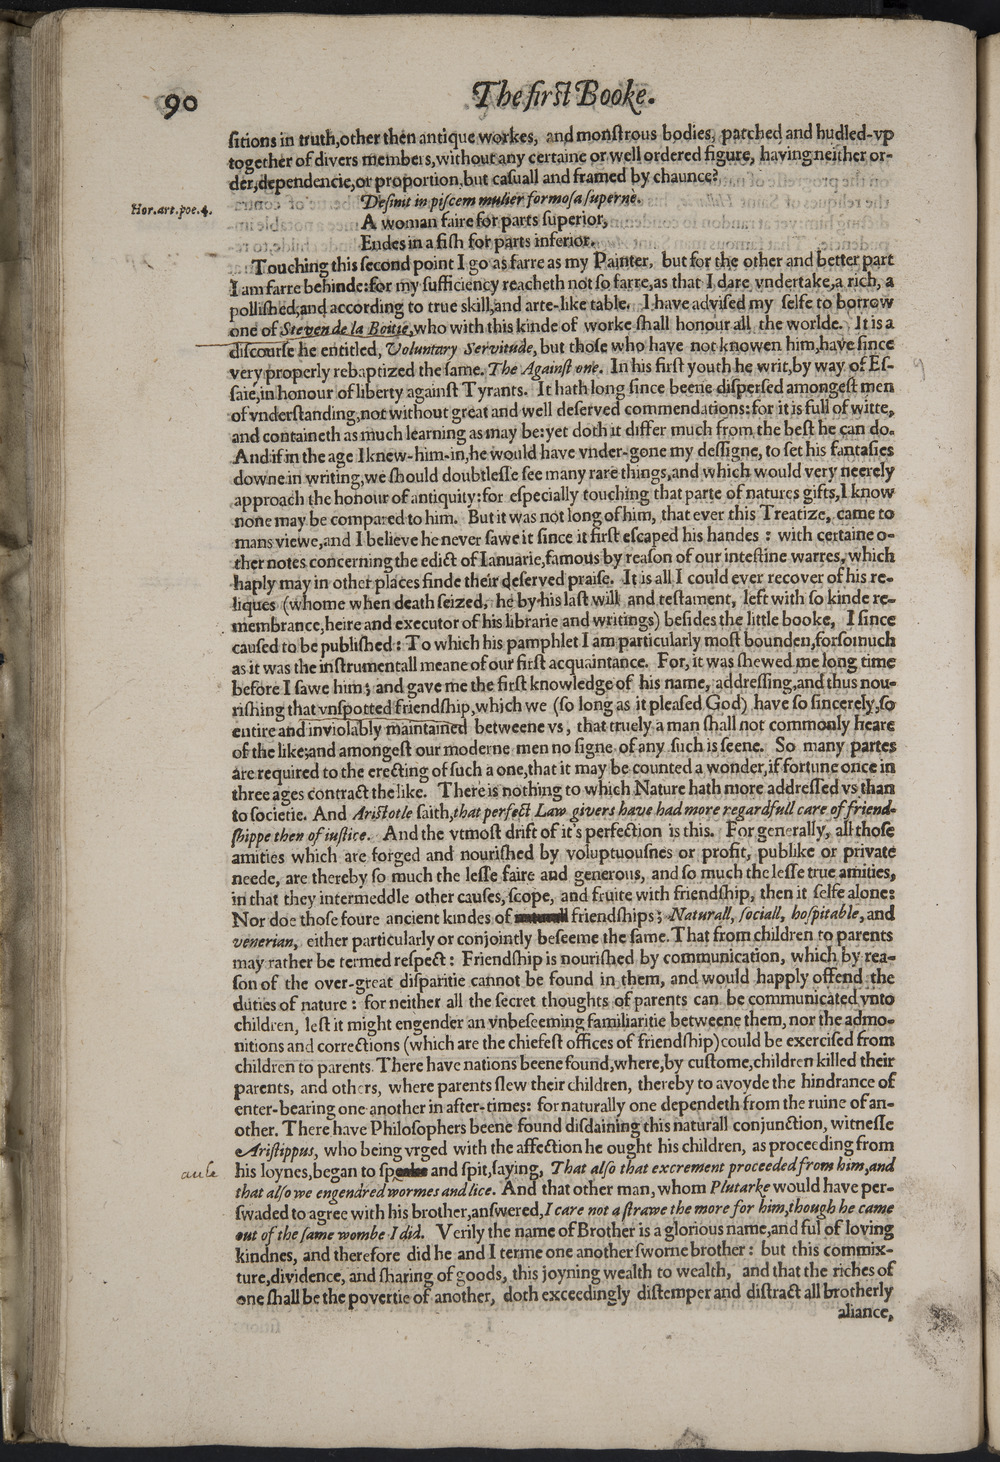 90
The first Booke.
sitions in truth,other then antique workes, and monstrous bodies, patched and hudled-vp
together of divers members,without any certaine or well ordered figure, having neither or-
der,dependencie,or proportion,but casuall and framed by chaunce?
Desinit in piscem mulier formosa superne.
Hor.art.poe.4.
A woman faire for parts superior,
Endes in a fish for parts inferior.
Touching this second point I go as farre as my Painter, but for the other and better part
I am farre behinde:for my sufficiency reacheth not so farre,as that I dare vndertake,a rich, a
pollished,and according to true skill,and arte-like table. I have advised my selfe to borrow
one of Steven de la Boitie,who with this kinde of worke shall honour all the worlde. It is a
discourse he entitled, Voluntary Servitude, but those who have not knowen him,have since
very properly rebaptized the same. The Against one. In his first youth he writ,by way of Es-
saie,in honour of liberty against Tyrants. It hath long since beene dispersed amongest men
of vnderstanding,not without great and well deserved commendations:for it is full of witte,
and containeth as much learning as may be:yet doth it differ much from the best he can do.
And if in the age I knew-him-in,he would have vnder-gone my dessigne, to set his fantasies
downe in writing,we should doubtlesse see many rare things,and which would very neerely
approach the honour of antiquity:for especially touching that parte of natures gifts,I know
none may be compared to him. But it was not long of him, that ever this Treatize, came to
mans viewe,and I believe he never sawe it since it first escaped his handes : with certaine o-
ther notes concerning the edict of Ianuarie,famous by reason of our intestine warres, which
haply may in other places finde their deserved praise. It is all I could ever recover of his re-
liques (whome when death seized, he by his last will and testament, left with so kinde re-
membrance,heire and executor of his librarie and writings) besides the little booke, I since
caused to be published : To which his pamphlet I am particularly most bounden,forsomuch
as it was the instrumentall meane of our first acquaintance. For, it was shewed me long time
before I sawe him; and gave me the first knowledge of his name, addressing,and thus nou-
rishing that vnspotted friendship,which we (so long as it pleased God) have so sincerely,so
entire and inviolably maintained betweene vs, that truely a man shall not commonly heare
of the like;and amongest our moderne men no signe of any such is seene. So many partes
are required to the erecting of such a one,that it may be counted a wonder,if fortune once in
three ages contract the like. There is nothing to which Nature hath more addressed vs than
to societie. And Aristotle saith,that perfect Law givers have had more regardfull care of friend-
shippe then of iustice. And the vtmost drift of it's perfection is this. For generally, all those
amities which are forged and nourished by voluptuousnes or profit, publike or private
neede, are thereby so much the lesse faire and generous, and so much the lesse true amities,
in that they intermeddle other causes, scope, and fruite with friendship, then it selfe alone:
Nor doe those foure ancient kindes of friendships; Naturall, sociall, hospitable, and
venerian, either particularly or conjointly beseeme the same. That from children to parents
may rather be termed respect : Friendship is nourished by communication, which by rea-
son of the over-great disparitie cannot be found in them, and would happly offend the
duties of nature : for neither all the secret thoughts of parents can be communicated vnto
children, lest it might engender an vnbeseeming familiaritie betweene them, nor the admo-
nitions and corrections (which are the chiefest offices of friendship) could be exercised from
children to parents. There have nations beene found,where,by custome,children killed their
parents, and others, where parents slew their children, thereby to avoyde the hindrance of
enter-bearing one another in after-times: for naturally one dependeth from the ruine of an-
other. There have Philosophers beene found disdaining this naturall conjunction, witnesse
Aristippus, who being vrged with the affection he ought his children, as proceeding from
his loynes,began to speake and spit,saying, That also that excrement proceeded from him,and
that also we engendred wormes and lice. And that other man, whom Plutarke would have per-
swaded to agree with his brother,answered,I care not a strawe the more for him,though he came
out of the same wombe I did. Verily the name of Brother is a glorious name,and ful of loving
kindnes, and therefore did he and I terme one another sworne brother : but this commix-
ture,dividence, and sharing of goods, this joyning wealth to wealth, and that the riches of
one shall be the povertie of another, doth exceedingly distemper and distract all brotherly
aliance,